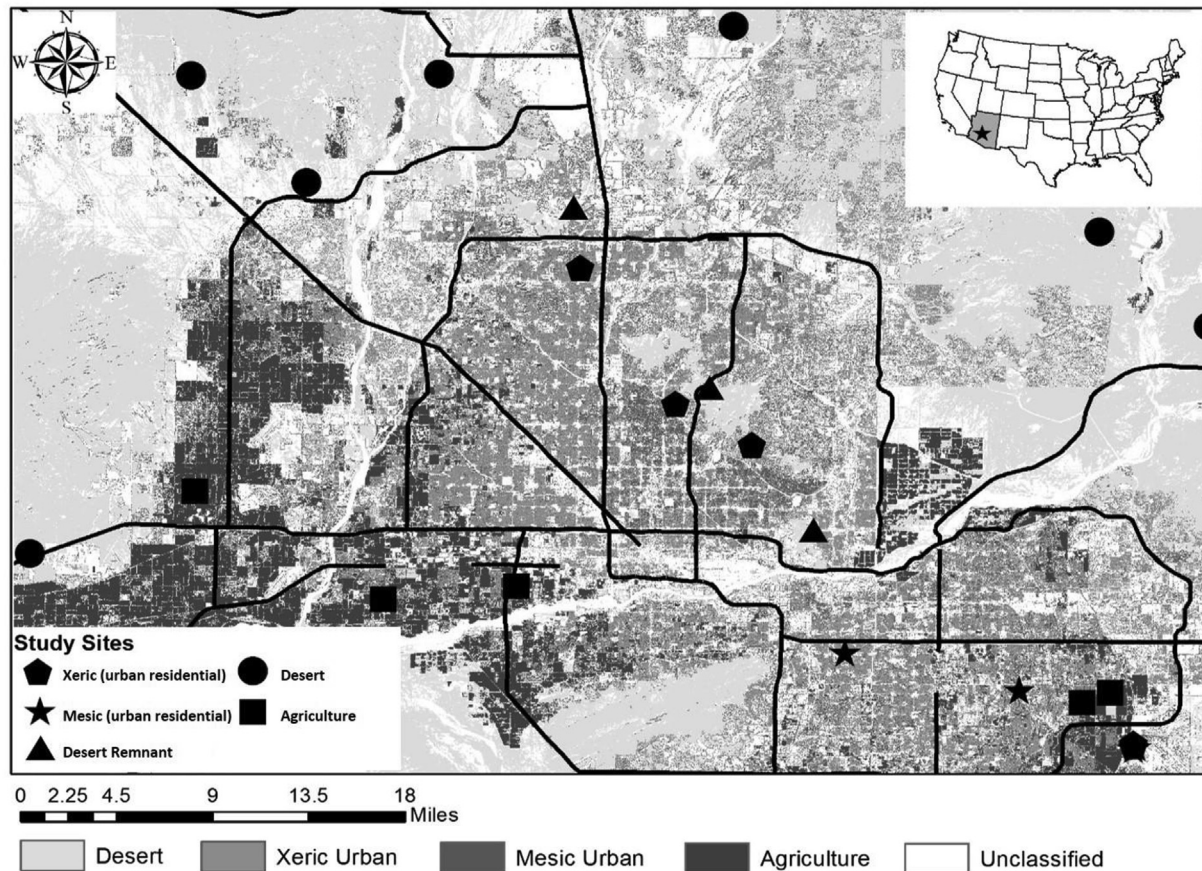 N
W E
S
Study Sites
Xeric (urban residential) Desert
Mesic (urban residential) Agriculture
Desert Remnant
0 2.25 4.5 9 13.5 18
Miles
Desert Xeric Urban Mesic Urban Agriculture Unclassified